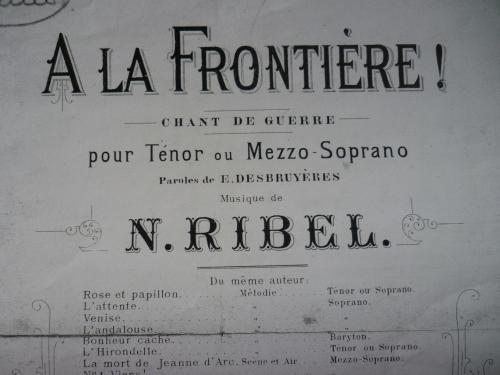 A LA FRONTIÈRE !
CHANT DE GUERRE
pour Ténor ou Mezzo-Soprano
Paroles de E. DESBRUYÈRES
Musique de
N. RIBEL.
Du même auteur:
Rose et papillon. Mélodie. Ténor ou Soprano.
L'attente. " Soprano.
Venise. " "
L'andalouse. " "
Bonheur caché. " Baryton.
L'Hirondelle. " Ténor ou Soprano.
La mort de Jeanne d'Arc. Scène et Air. Mezzo-Soprano.